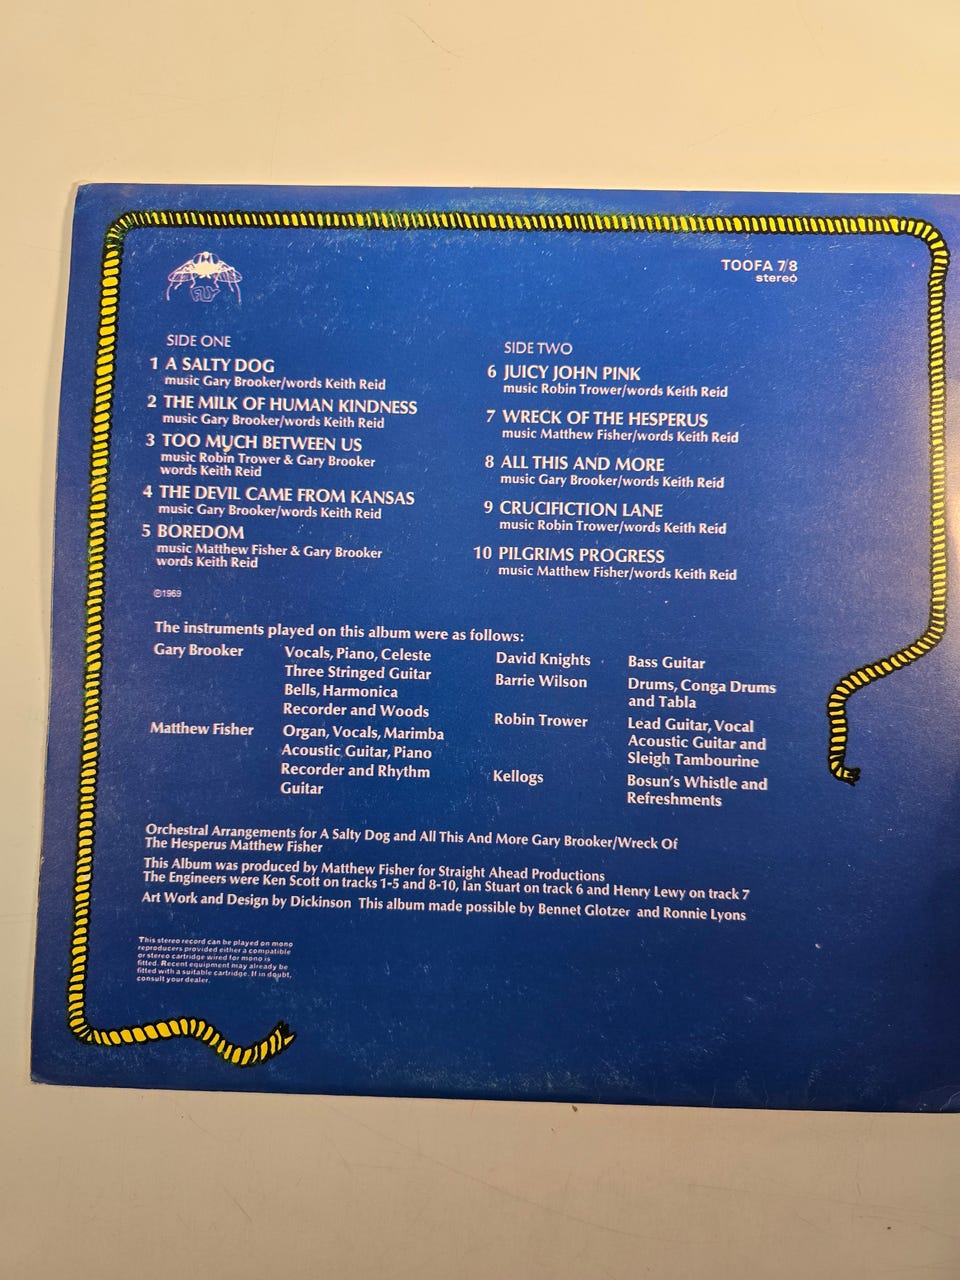 FLY
TOOFA 7/8
stereo
SIDE ONE
1 A SALTY DOG
music Gary Brooker/words Keith Reid
2 THE MILK OF HUMAN KINDNESS
music Gary Brooker/words Keith Reid
3 TOO MUCH BETWEEN US
music Robin Trower & Gary Brooker
words Keith Reid
4 THE DEVIL CAME FROM KANSAS
music Gary Brooker/words Keith Reid
5 BOREDOM
music Matthew Fisher & Gary Brooker
words Keith Reid
℗1969
SIDE TWO
6 JUICY JOHN PINK
music Robin Trower/words Keith Reid
7 WRECK OF THE HESPERUS
music Matthew Fisher/words Keith Reid
8 ALL THIS AND MORE
music Gary Brooker/words Keith Reid
9 CRUCIFICTION LANE
music Robin Trower/words Keith Reid
10 PILGRIMS PROGRESS
music Matthew Fisher/words Keith Reid
The instruments played on this album were as follows:
Gary Brooker Vocals, Piano, Celeste
Three Stringed Guitar
Bells, Harmonica
Recorder and Woods
Matthew Fisher Organ, Vocals, Marimba
Acoustic Guitar, Piano
Recorder and Rhythm
Guitar
David Knights Bass Guitar
Barrie Wilson Drums, Conga Drums
and Tabla
Robin Trower Lead Guitar, Vocal
Acoustic Guitar and
Sleigh Tambourine
Kellogs Bosun's Whistle and
Refreshments
Orchestral Arrangements for A Salty Dog and All This And More Gary Brooker/Wreck Of
The Hesperus Matthew Fisher
This Album was produced by Matthew Fisher for Straight Ahead Productions
The Engineers were Ken Scott on tracks 1-5 and 8-10, Ian Stuart on track 6 and Henry Lewy on track 7
Art Work and Design by Dickinson This album made possible by Bennet Glotzer and Ronnie Lyons
This stereo record can be played on mono
reproducers provided either a compatible
or stereo cartridge wired for mono is
fitted. Recent equipment may already be
fitted with a suitable cartridge. If in doubt,
consult your dealer.